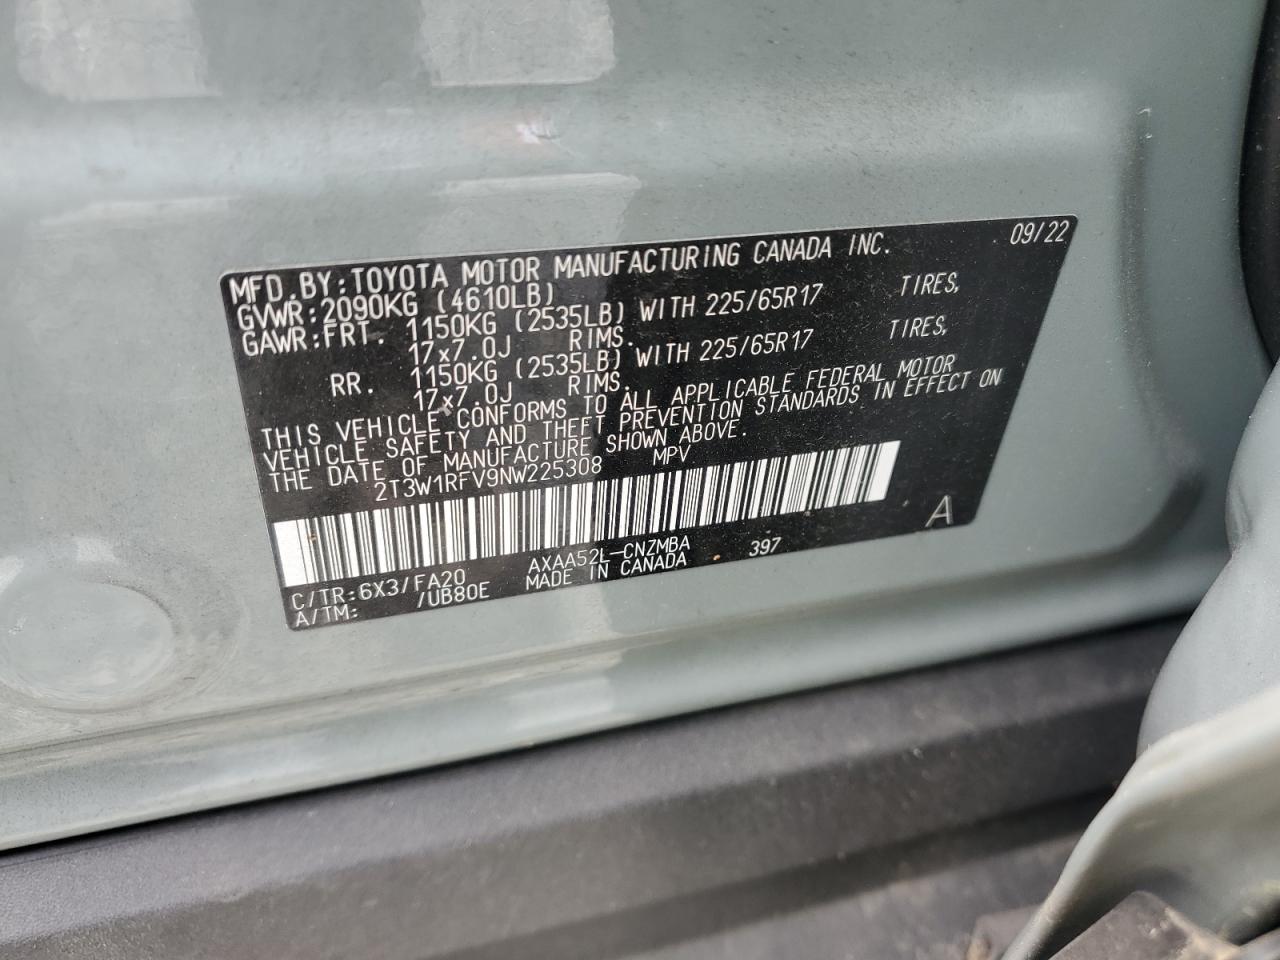 MFD.BY:TOYOTA MOTOR MANUFACTURING CANADA INC. 09/22
GVWR:2090KG (4610LB)
GAWR:FRT. 1150KG (2535LB) WITH 225/65R17 TIRES,
17x7.0J RIMS.
RR. 1150KG (2535LB) WITH 225/65R17 TIRES,
17x7.0J RIMS.
THIS VEHICLE CONFORMS TO ALL APPLICABLE FEDERAL MOTOR
VEHICLE SAFETY AND THEFT PREVENTION STANDARDS IN EFFECT ON
THE DATE OF MANUFACTURE SHOWN ABOVE.
2T3W1RFV9NW225308 MPV
A
C/TR:6X3/FA20 AXAA52L-CNZMBA 397
A/TM: /UB80E MADE IN CANADA